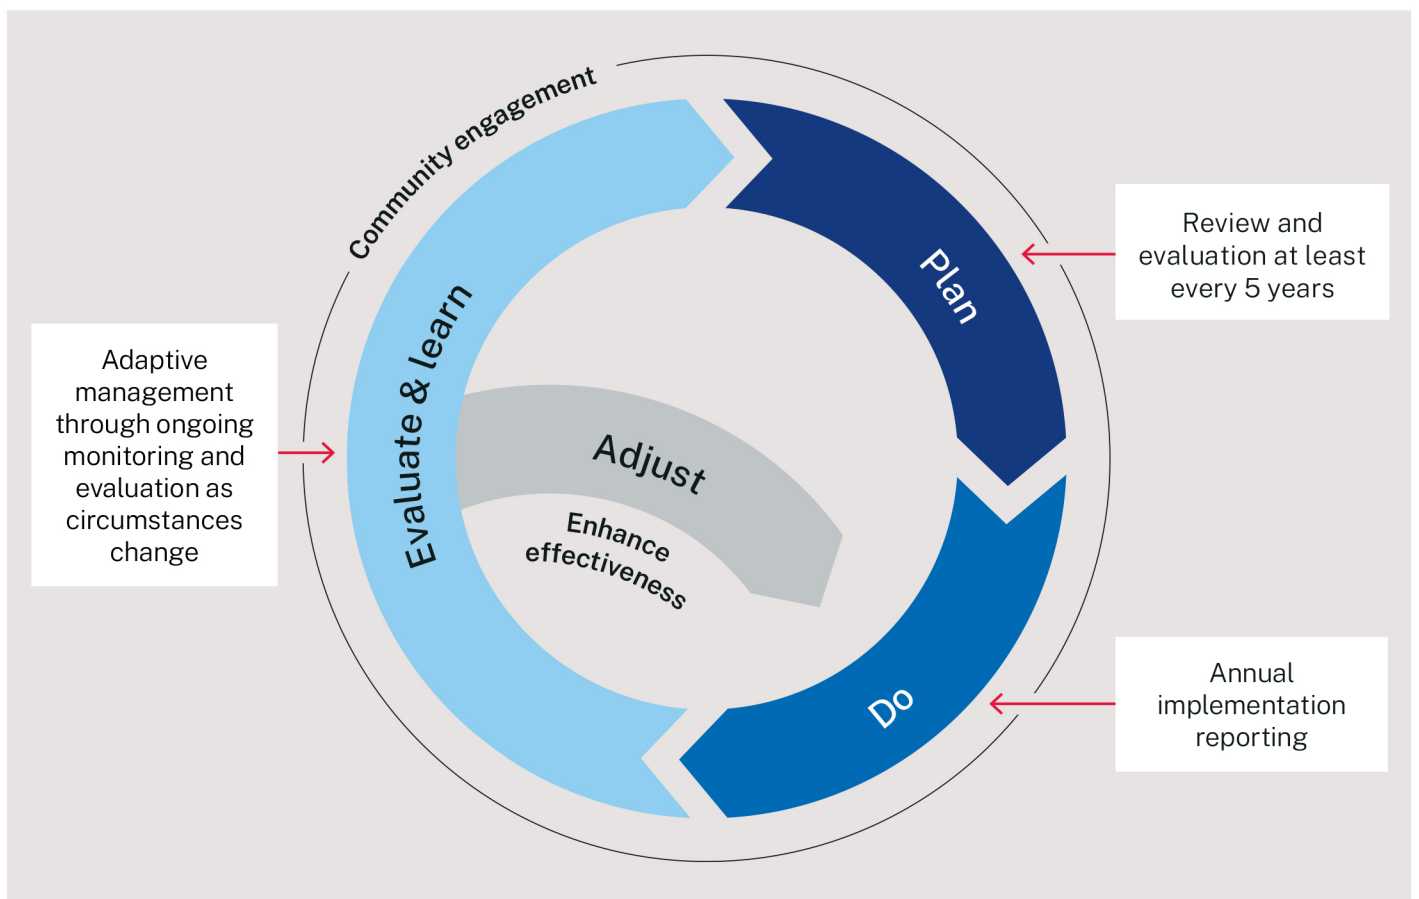 Community engagement
Plan
Review and
evaluation at least
every 5 years
Evaluate & learn
Adaptive
management
through ongoing
monitoring and
evaluation as
circumstances
change
Adjust
Enhance
effectiveness
Do
Annual
implementation
reporting